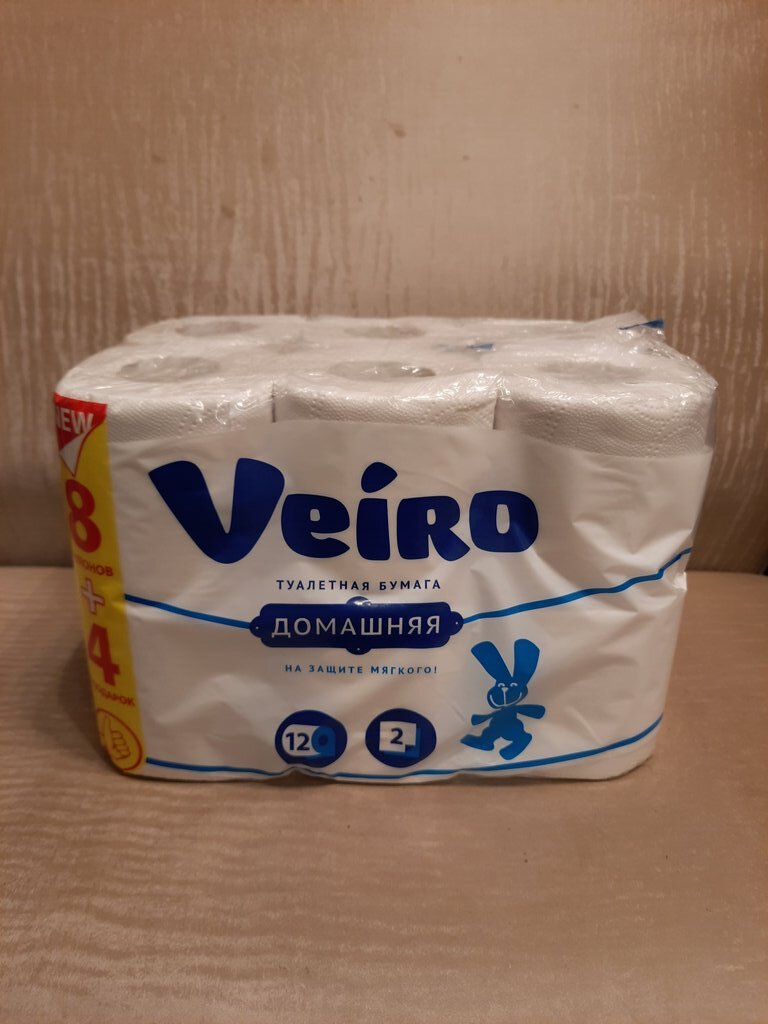 NEW
8
+
4
Veiro
ТУАЛЕТНАЯ БУМАГА
ДОМАШНЯЯ
НА ЗАЩИТЕ МЯГКОГО!
12
2